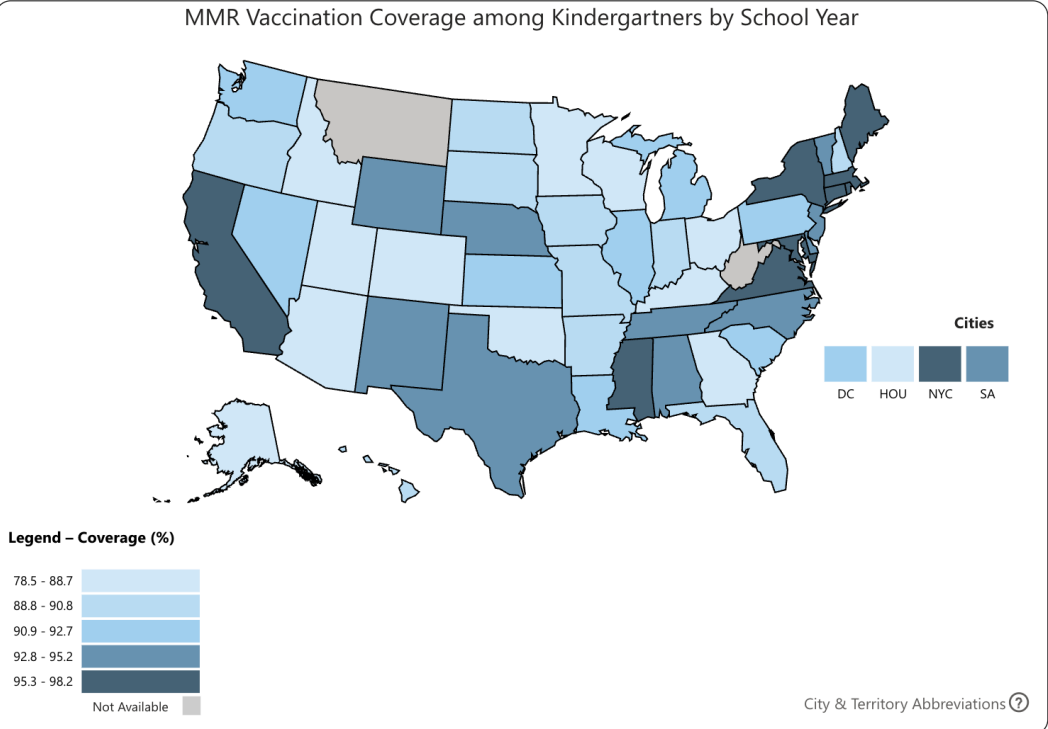 MMR Vaccination Coverage among Kindergartners by School Year
Cities
DC HOU NYC SA
Legend – Coverage (%)
78.5 - 88.7
88.8 - 90.8
90.9 - 92.7
92.8 - 95.2
95.3 - 98.2
Not Available
City & Territory Abbreviations ?